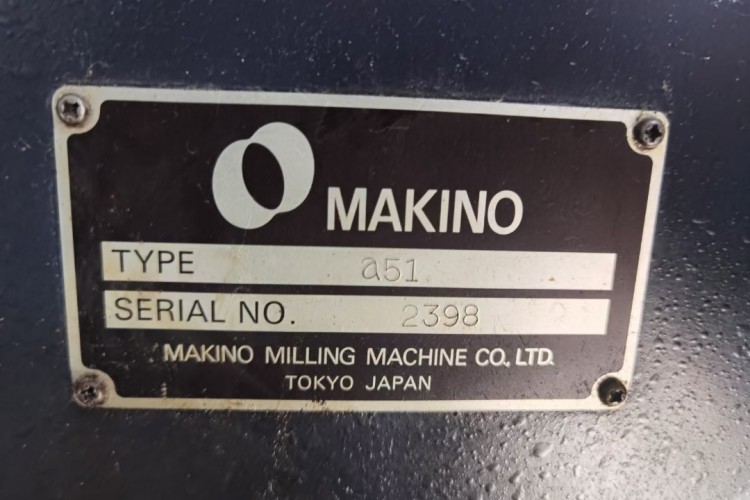 MAKINO
TYPE a51
SERIAL NO. 2398
MAKINO MILLING MACHINE CO., LTD.
TOKYO JAPAN